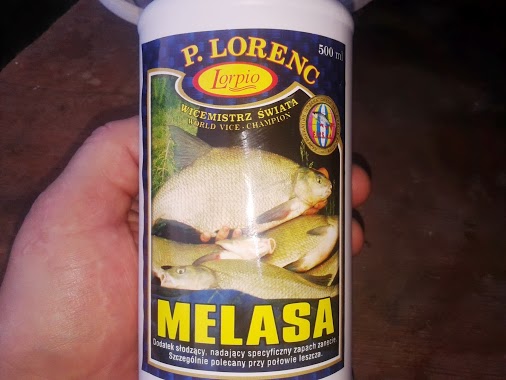 P. LORENC
500 ml
Lorpio
WICEMISTRZ ŚWIATA
WORLD VICE - CHAMPION
MELASA
Dodatek słodzący, nadający specyficzny zapach zanęcie.
Szczególnie polecany przy połowie leszcza.